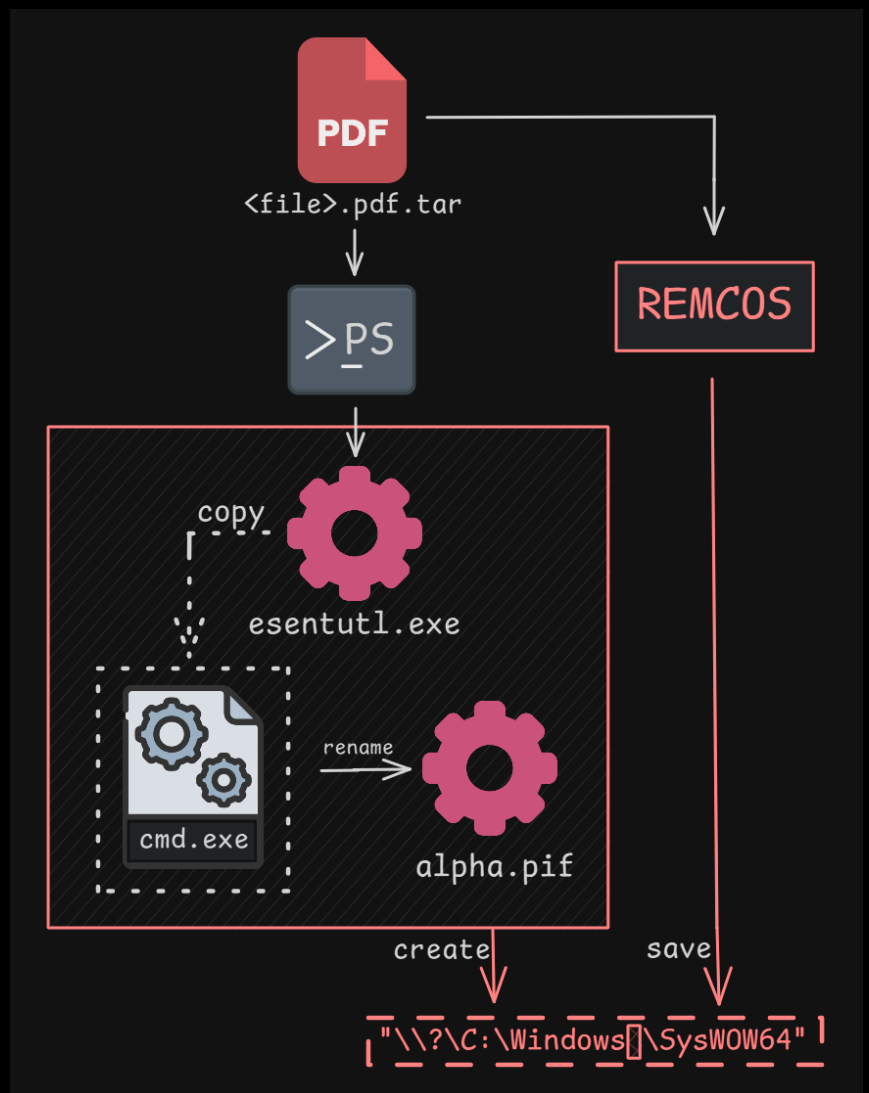 PDF
<file>.pdf.tar
>PS
REMCOS
copy
esentutl.exe
rename
cmd.exe
alpha.pif
create
save
"\\?\C:\Windows \SysWOW64"